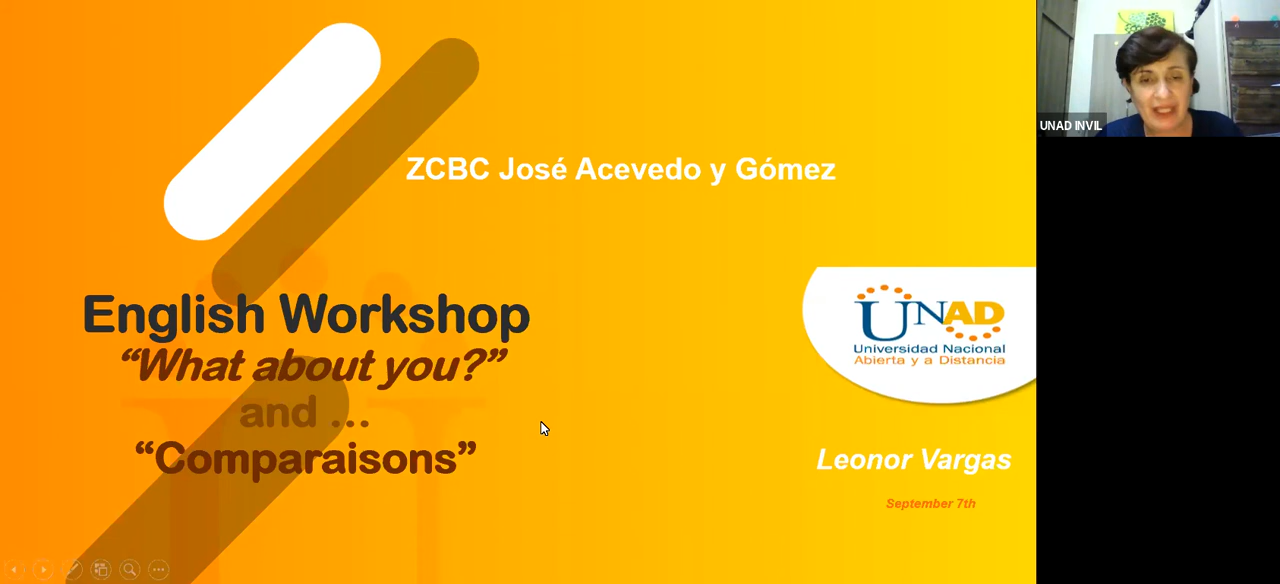 ZCBC José Acevedo y Gómez
English Workshop
“What about you?”
and ...
“Comparaisons”
UNAD
Universidad Nacional
Abierta y a Distancia
Leonor Vargas
September 7th
UNAD INVIL